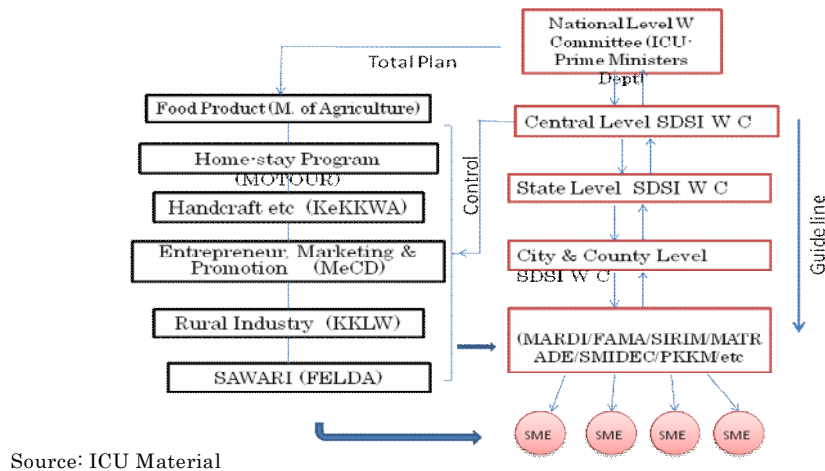 National Level W
Committee (ICU-
Prime Ministers
Dept)
Total Plan
Food Product (M. of Agriculture)
Central Level SDSI W C
Home-stay Program
(MOTOUR)
State Level SDSI W C
Handcraft etc (KeKKWA)
Control
Guide line
Entrepreneur, Marketing &
Promotion (MeCD)
City & County Level
SDSI W C
Rural Industry (KKLW)
(MARDI/FAMA/SIRIM/MATR
ADE/SMIDEC/PKKM/etc
SAWARI (FELDA)
SME SME SME SME
Source: ICU Material